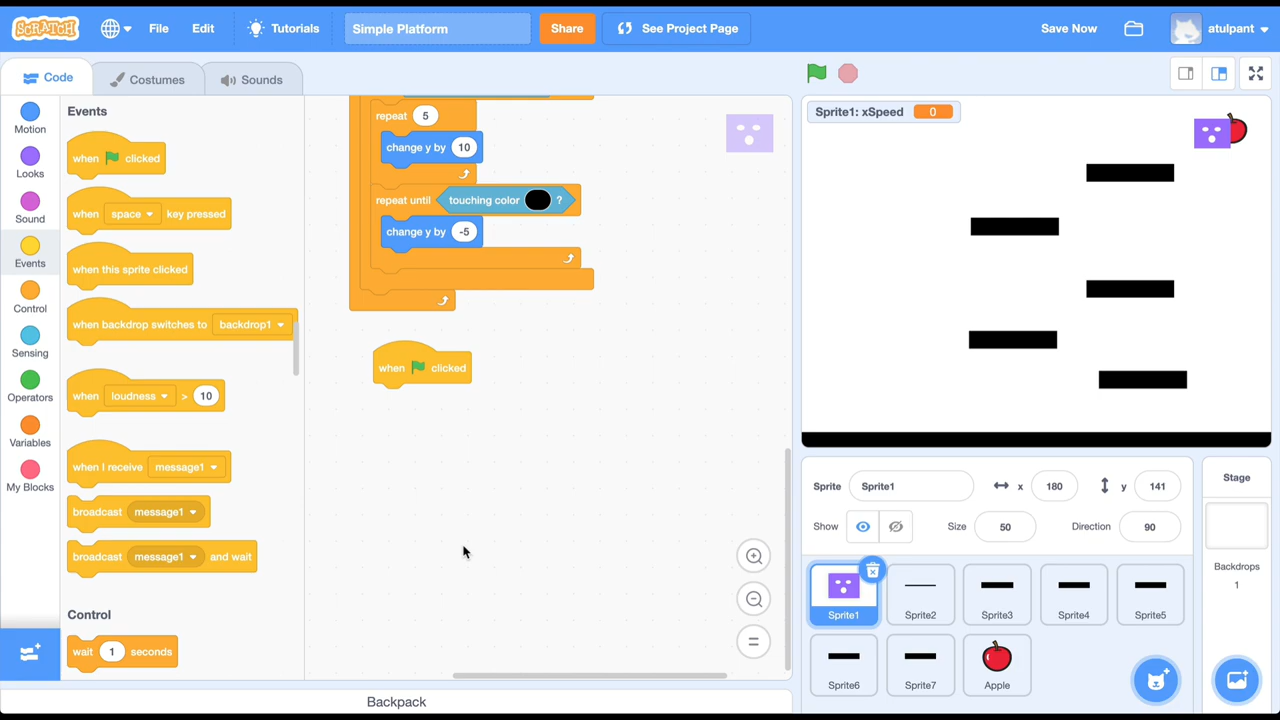 SCRATCH
File
Edit
Tutorials
Simple Platform
Share
See Project Page
Save Now
atulpant
Code
Costumes
Sounds
Motion
Looks
Sound
Events
Control
Sensing
Operators
Variables
My Blocks
Events
when clicked
when space key pressed
when this sprite clicked
when backdrop switches to backdrop1
when loudness > 10
when I receive message1
broadcast message1
broadcast message1 and wait
Control
wait 1 seconds
repeat 5
change y by 10
repeat until touching color ?
change y by -5
when clicked
Backpack
Sprite1: xSpeed 0
Sprite Sprite1 x 180 y 141
Show Size 50 Direction 90
Sprite1
Sprite2
Sprite3
Sprite4
Sprite5
Sprite6
Sprite7
Apple
Stage
Backdrops
1